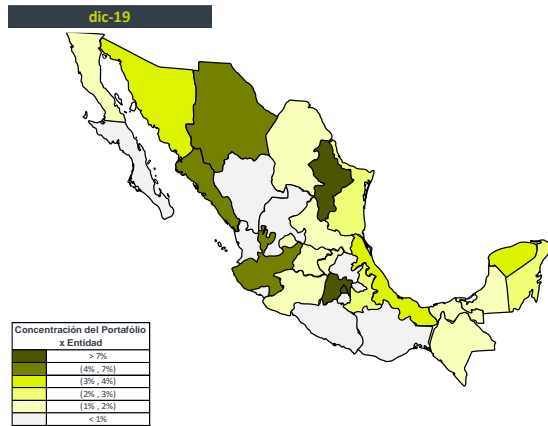 dic-19
Concentración del Portafólio
x Entidad
> 7%
(4% , 7%)
(3% , 4%)
(2% , 3%)
(1% , 2%)
< 1%